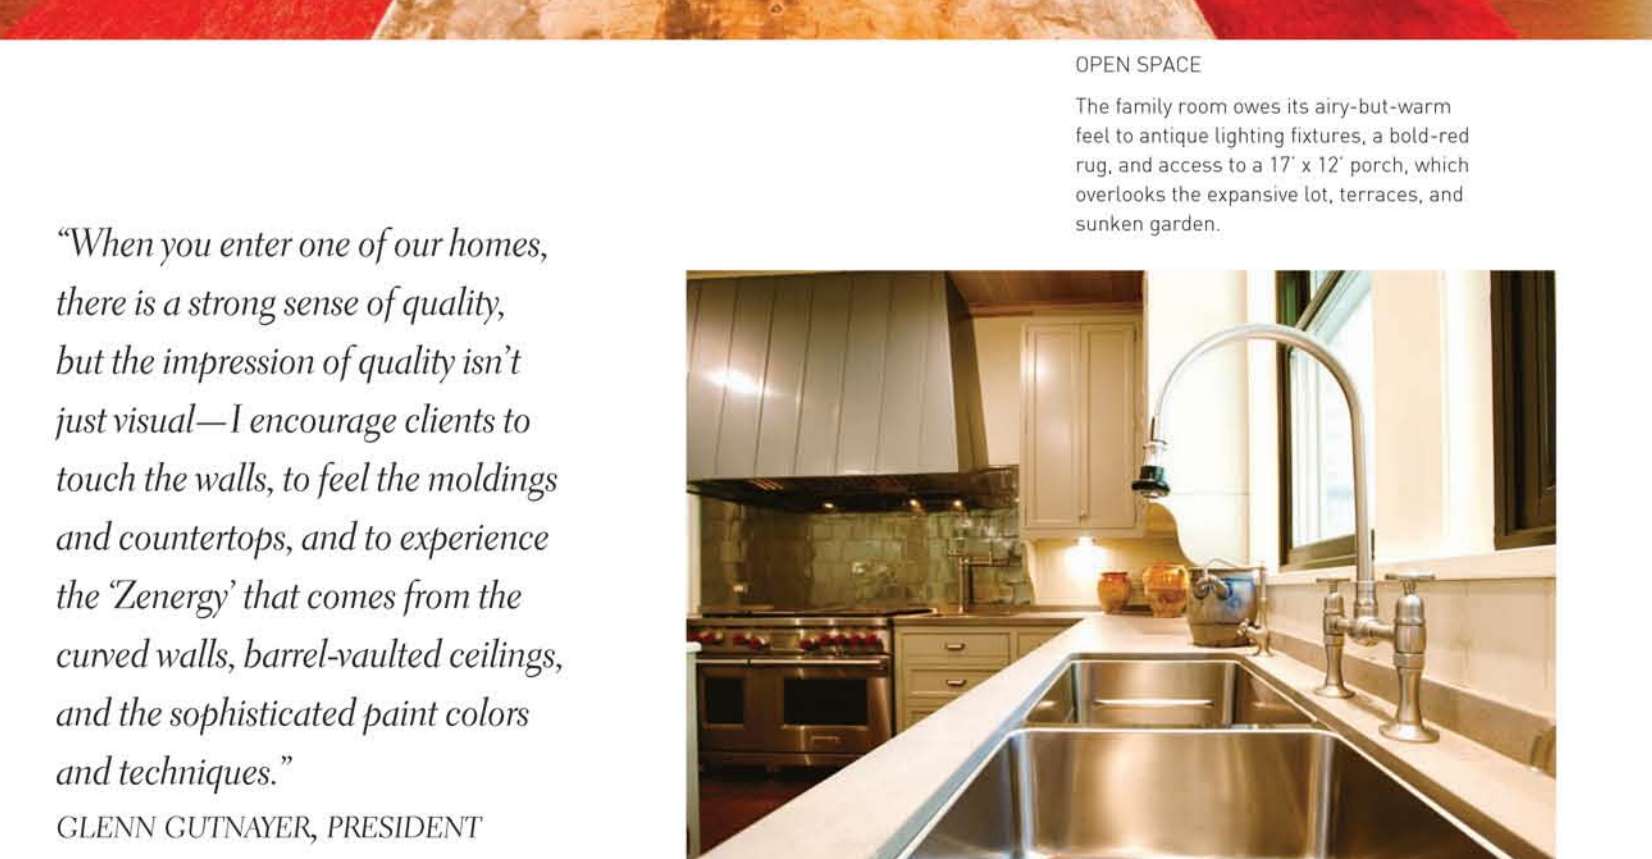 OPEN SPACE
The family room owes its airy-but-warm
feel to antique lighting fixtures, a bold-red
rug, and access to a 17' x 12' porch, which
overlooks the expansive lot, terraces, and
sunken garden.
“When you enter one of our homes,
there is a strong sense of quality,
but the impression of quality isn’t
just visual—I encourage clients to
touch the walls, to feel the moldings
and countertops, and to experience
the ‘Zenergy’ that comes from the
curved walls, barrel-vaulted ceilings,
and the sophisticated paint colors
and techniques.”
GLENN GUTNAYER, PRESIDENT